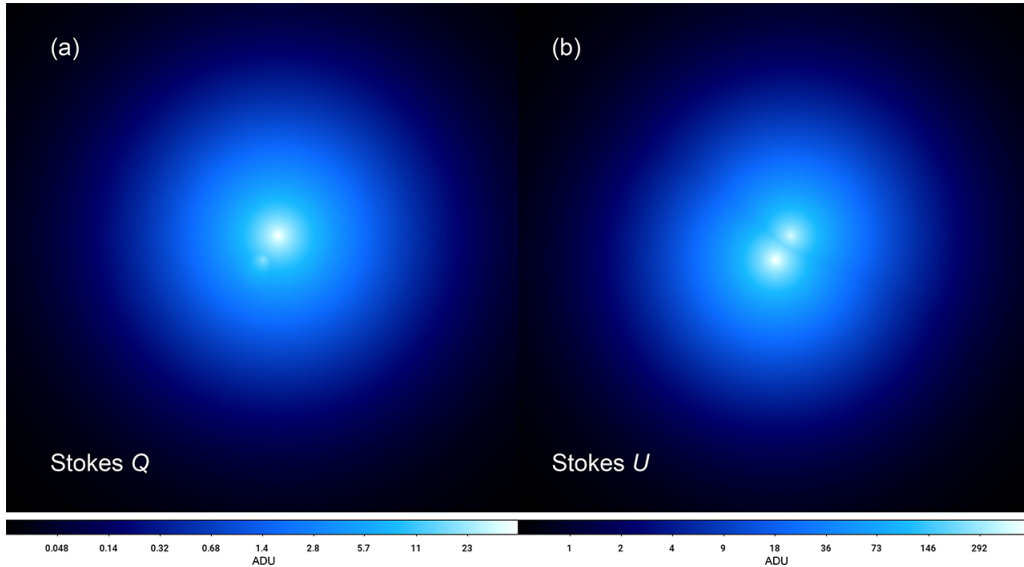 (a)
(b)
Stokes Q
Stokes U
0.048 0.14 0.32 0.68 1.4 2.8 5.7 11 23
ADU
1 2 4 9 18 36 73 146 292
ADU